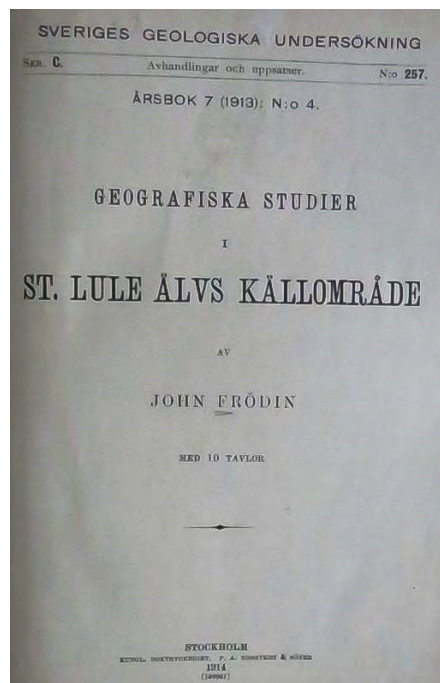 SVERIGES GEOLOGISKA UNDERSÖKNING
SER. C. Avhandlingar och uppsatser. N:o 257.
ÅRSBOK 7 (1913): N:o 4.
GEOGRAFISKA STUDIER
I
ST. LULE ÄLVS KÄLLOMRÅDE
AV
JOHN FRÖDIN
MED 10 TAVLOR
STOCKHOLM
KUNGL. BOKTRYCKERIET. P. A. NORSTEDT & SÖNER
1914